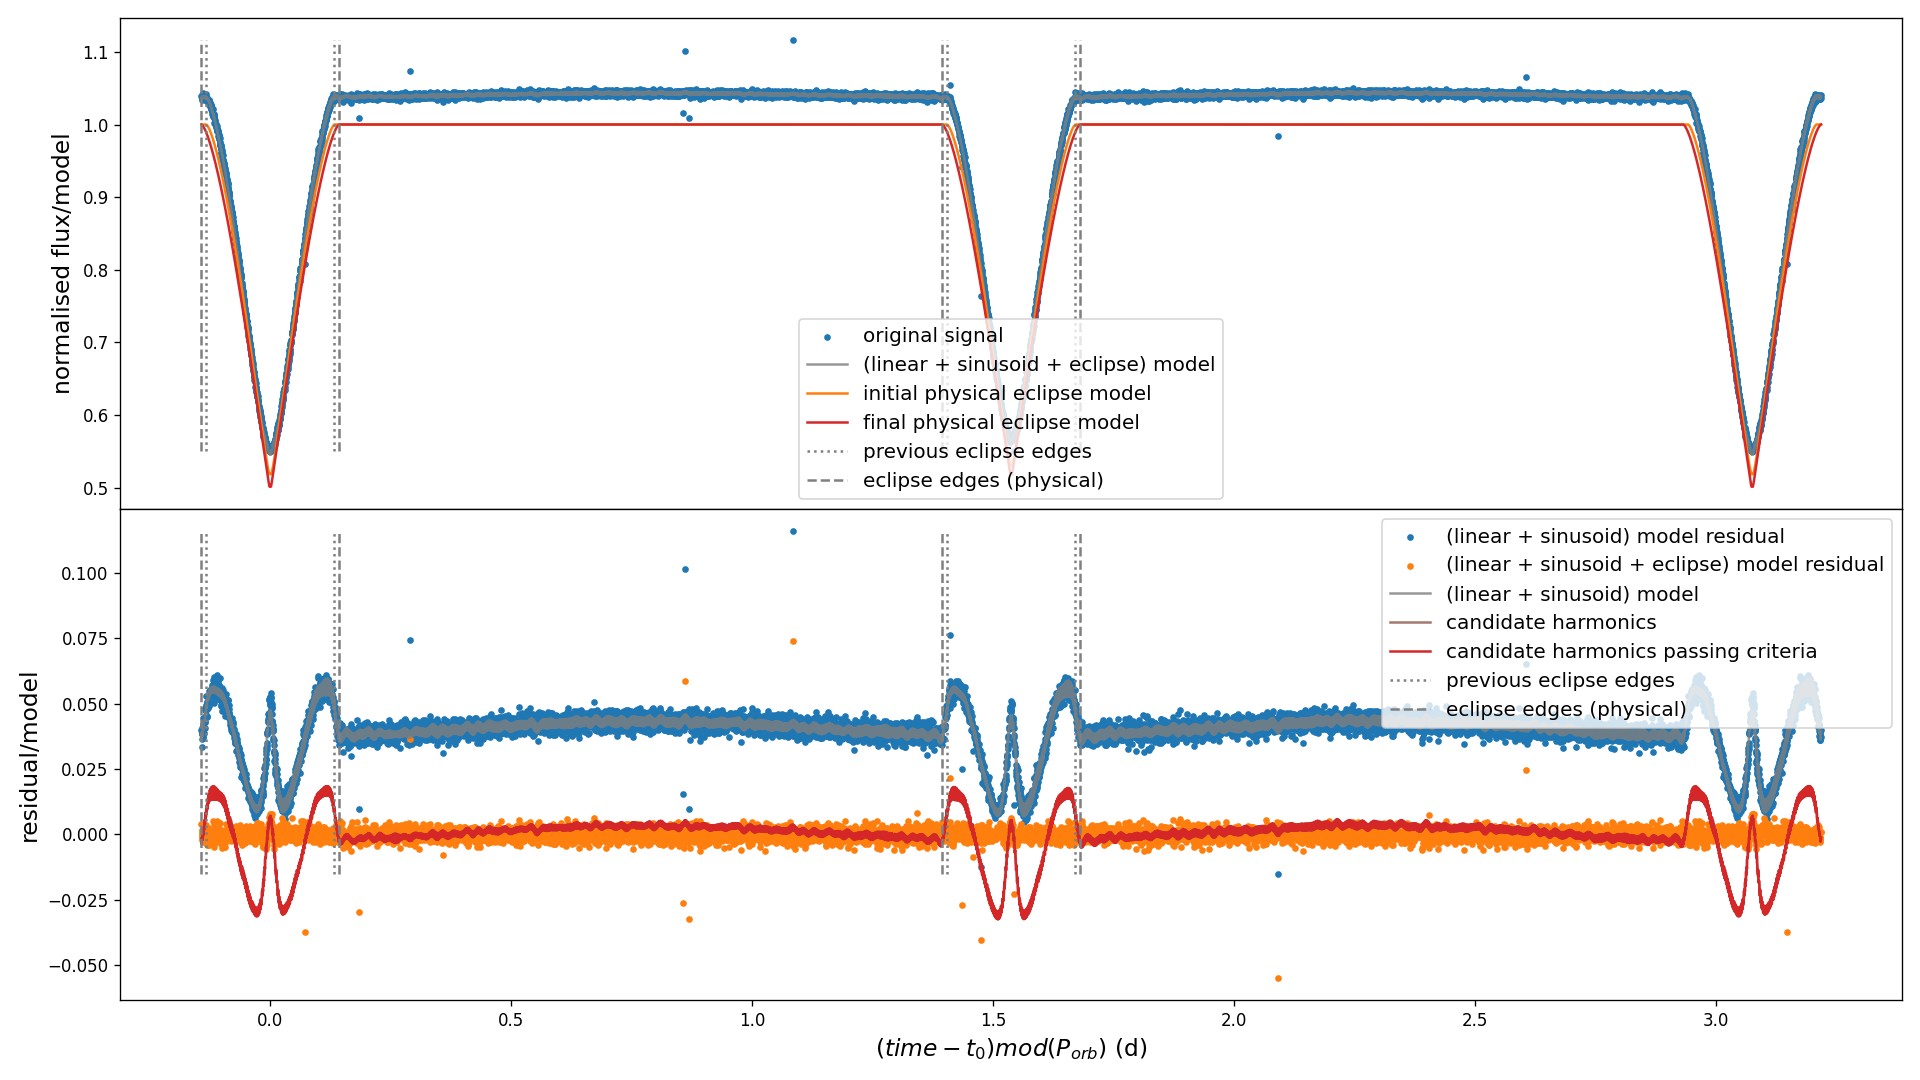 normalised flux/model
1.1
1.0
0.9
0.8
0.7
0.6
0.5
original signal
(linear + sinusoid + eclipse) model
initial physical eclipse model
final physical eclipse model
previous eclipse edges
eclipse edges (physical)
residual/model
0.100
0.075
0.050
0.025
0.000
−0.025
−0.050
(linear + sinusoid) model residual
(linear + sinusoid + eclipse) model residual
(linear + sinusoid) model
candidate harmonics
candidate harmonics passing criteria
previous eclipse edges
eclipse edges (physical)
0.0 0.5 1.0 1.5 2.0 2.5 3.0
(time − t₀)mod(P_orb) (d)